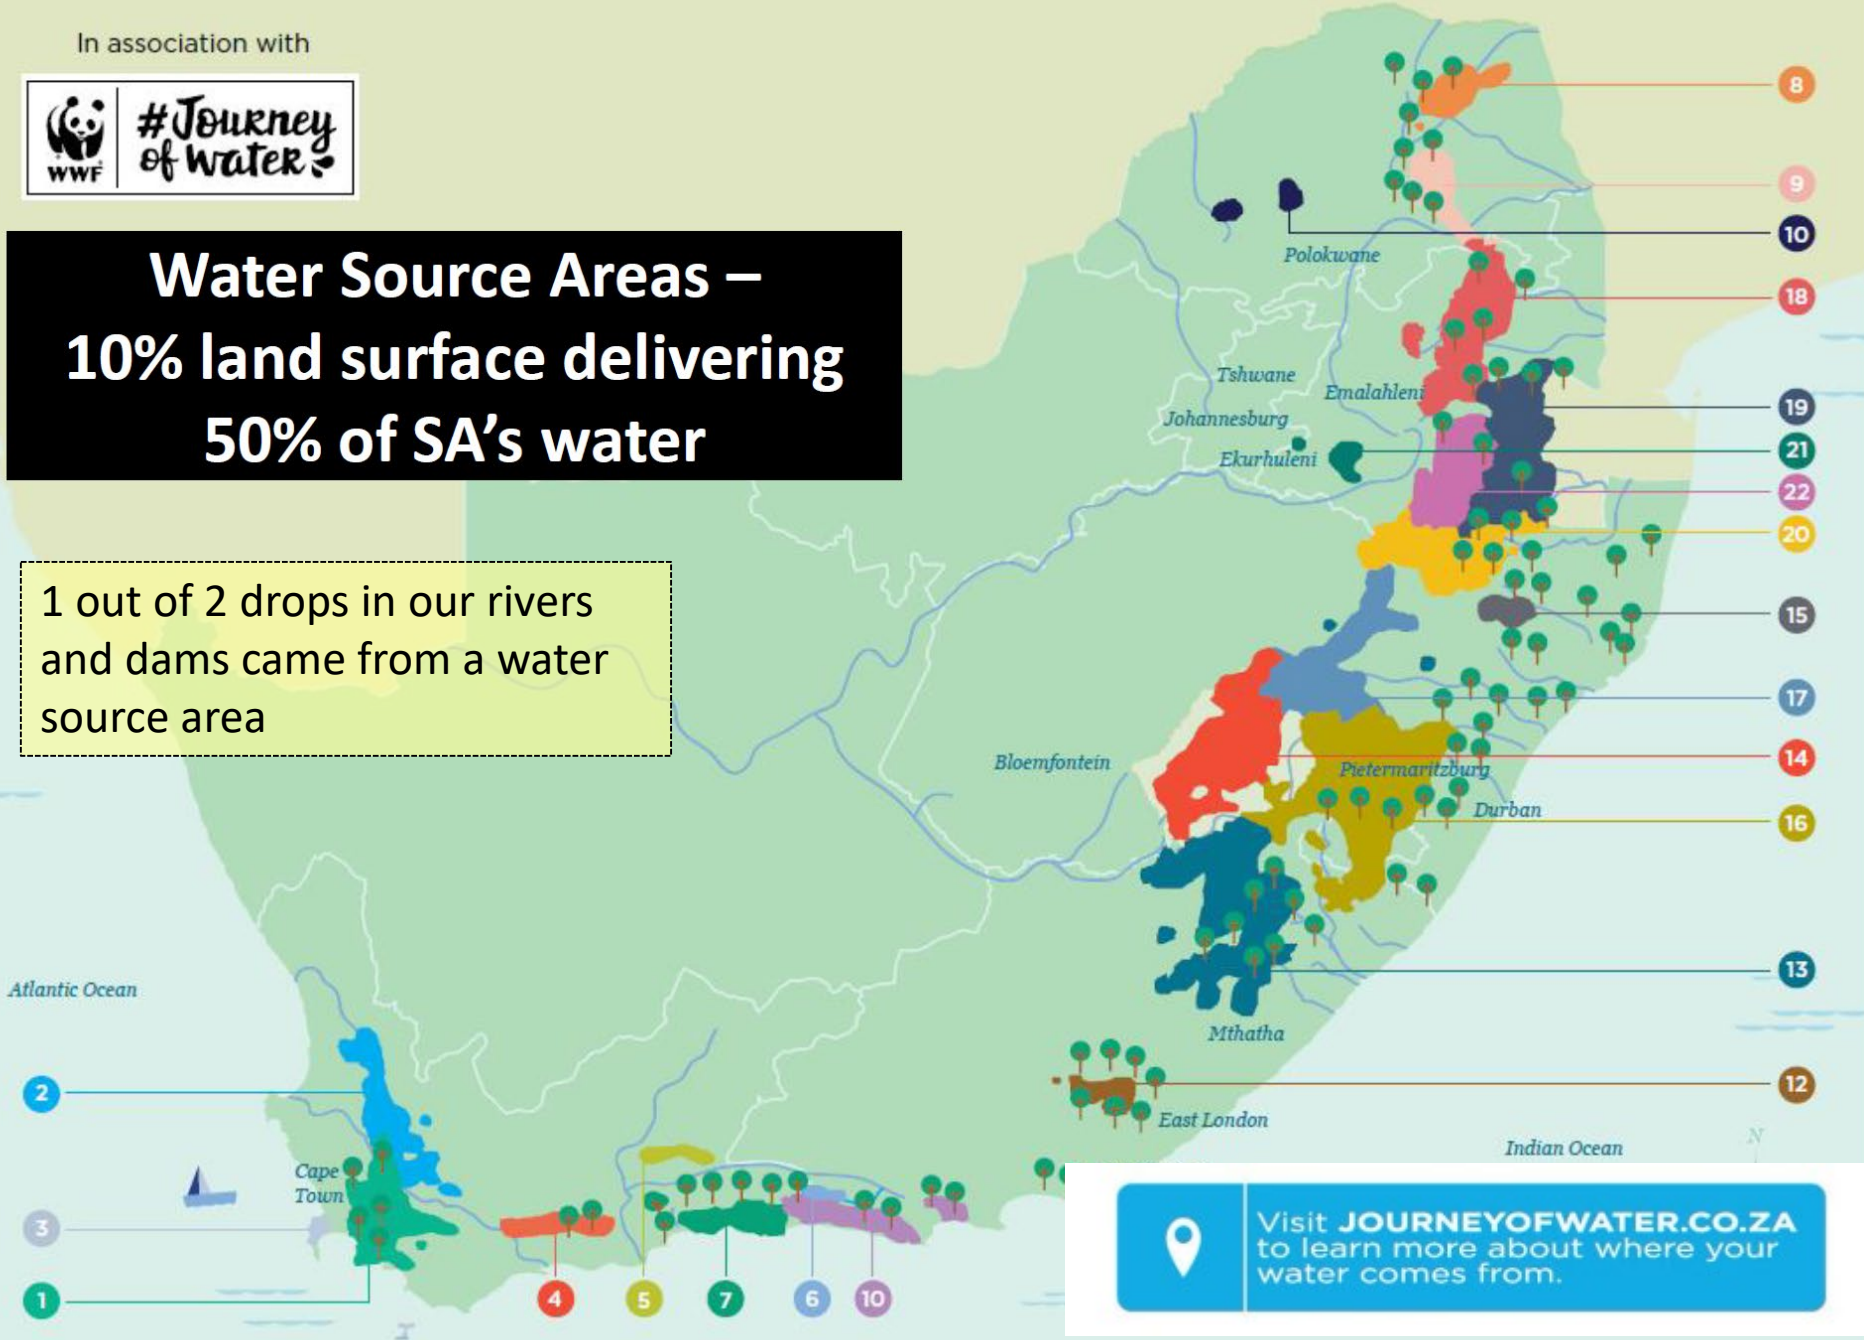 In association with
WWF
#Journey
of water
Water Source Areas –
10% land surface delivering
50% of SA's water
1 out of 2 drops in our rivers
and dams came from a water
source area
8
9
10
Polokwane
18
Tshwane
Emalahleni
19
Johannesburg
21
Ekurhuleni
22
20
15
17
Bloemfontein
14
Pietermaritzburg
Durban
16
13
Atlantic Ocean
Mthatha
12
2
East London
Indian Ocean
N
Cape
Town
3
1
4
5
7
6
10
Visit JOURNEYOFWATER.CO.ZA
to learn more about where your
water comes from.